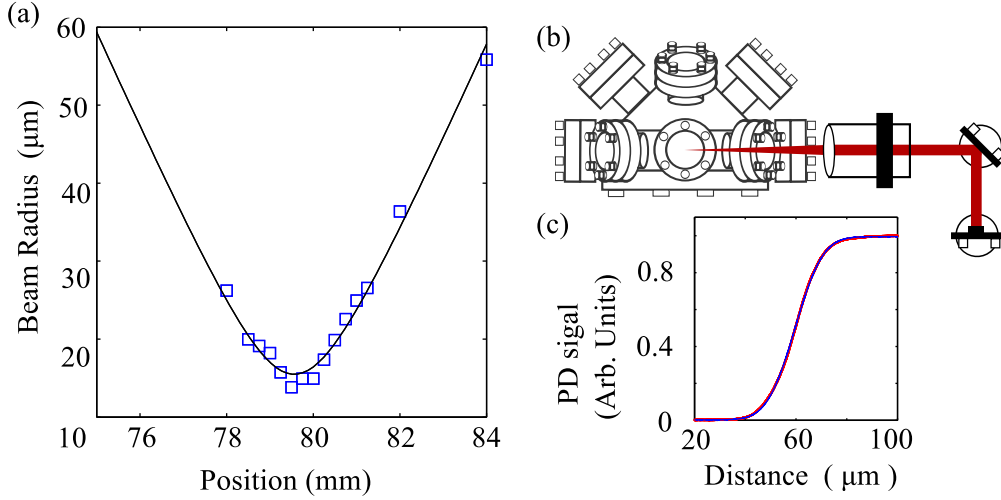 (a)
60
50
40
30
20
10
Beam Radius (μm)
76
78
80
82
84
Position (mm)
(b)
(c)
0.8
0.4
0
PD sigal
(Arb. Units)
20
60
100
Distance ( μm)